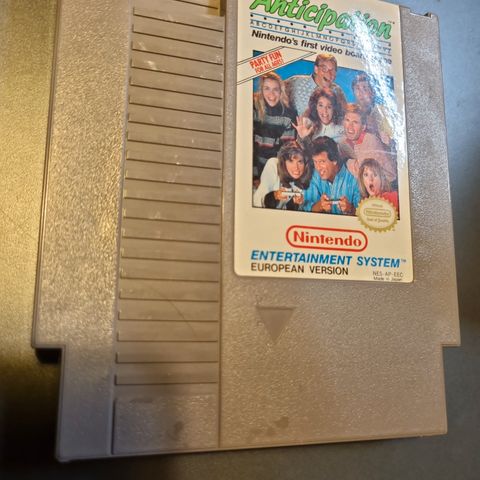 Anticipation
Nintendo's first video board game
PARTY FUN
FOR ALL AGES!
Nintendo
ENTERTAINMENT SYSTEM™
EUROPEAN VERSION
NES-AP-EEC
Made in Japan